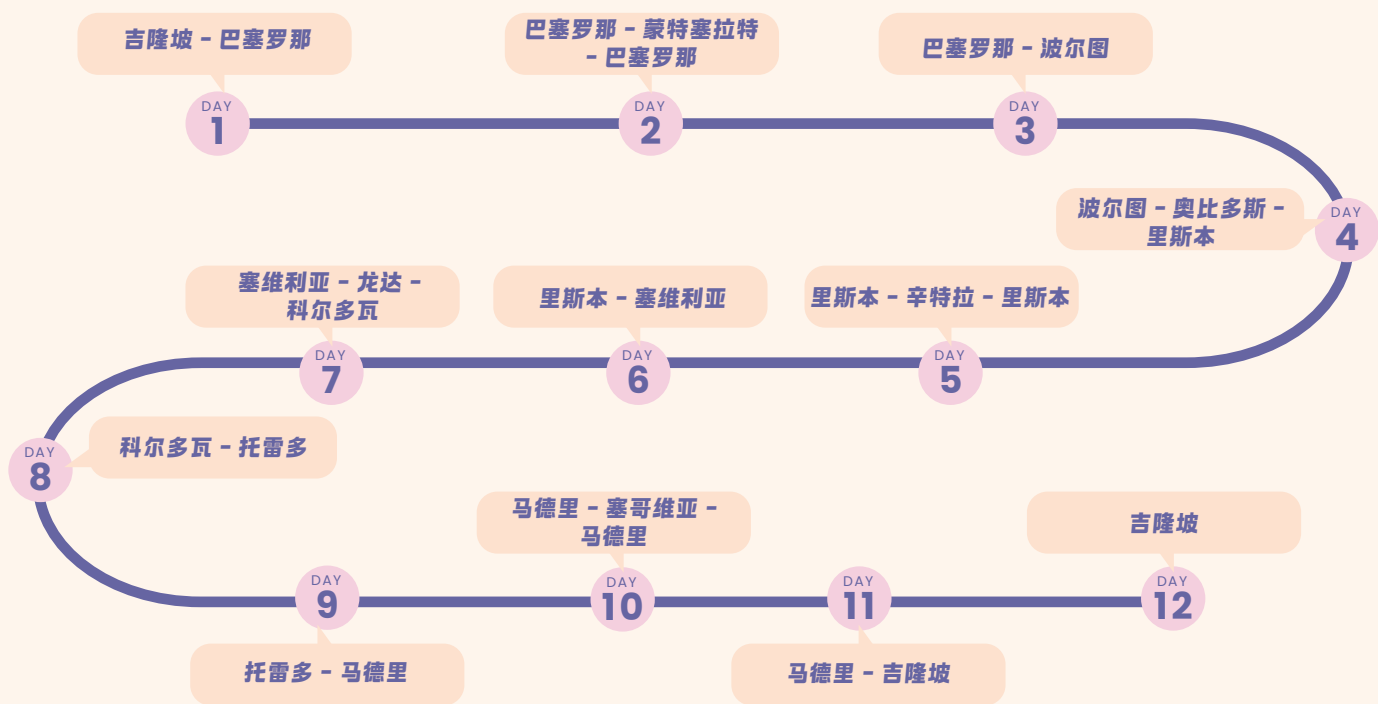 吉隆坡 - 巴塞罗那
DAY
1
巴塞罗那 - 蒙特塞拉特
- 巴塞罗那
DAY
2
巴塞罗那 - 波尔图
DAY
3
波尔图 - 奥比多斯 -
里斯本
DAY
4
里斯本 - 辛特拉 - 里斯本
DAY
5
里斯本 - 塞维利亚
DAY
6
塞维利亚 - 龙达 -
科尔多瓦
DAY
7
科尔多瓦 - 托雷多
DAY
8
DAY
9
托雷多 - 马德里
马德里 - 塞哥维亚 -
马德里
DAY
10
DAY
11
马德里 - 吉隆坡
吉隆坡
DAY
12